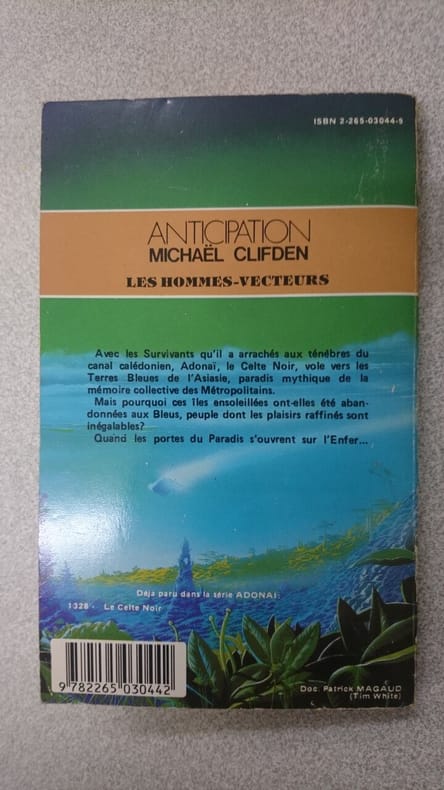 ISBN 2-265-03044-9
ANTICIPATION
MICHAËL CLIFDEN
LES HOMMES-VECTEURS
Avec les Survivants qu'il a arrachés aux ténèbres du
canal calédonien, Adonaï, le Celte Noir, vole vers les
Terres Bleues de l'Asiasie, paradis mythique de la
mémoire collective des Métropolitains.
Mais pourquoi ces îles ensoleillées ont-elles été aban-
données aux Bleus, peuple dont les plaisirs raffinés sont
inégalables?
Quand les portes du Paradis s'ouvrent sur l'Enfer...
Déja paru dans la série ADONAI:
1328 - Le Celte Noir
9 782265 030442
Doc. Patrick MAGAUD
(Tim White)